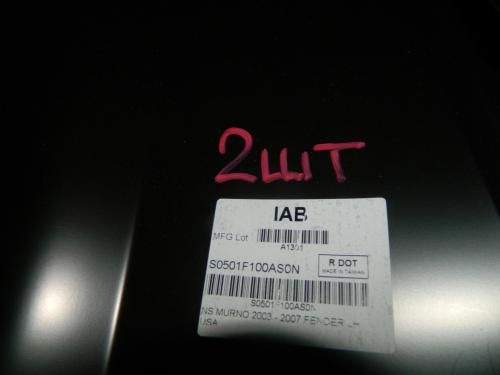 2шт
IAB
MFG Lot
A1301
S0501F100AS0N
R DOT
MADE IN TAIWAN
S0501F100AS0N
NS MURNO 2003 - 2007 FENDER LH
USA